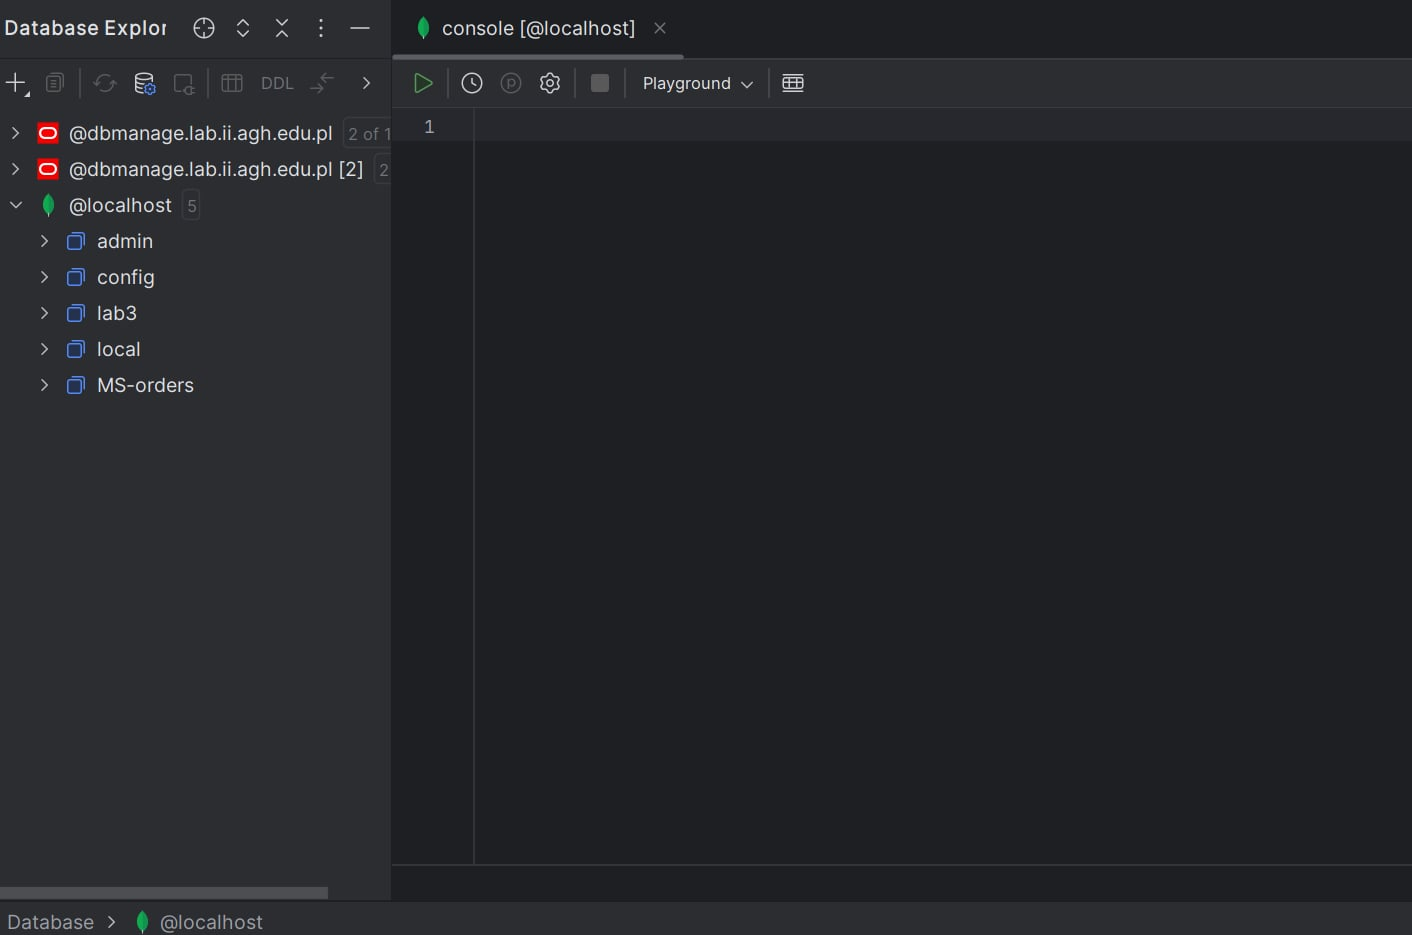 Database Explor
console [@localhost]
DDL
Playground
1
@dbmanage.lab.ii.agh.edu.pl 2 of 1
@dbmanage.lab.ii.agh.edu.pl [2] 2
@localhost 5
admin
config
lab3
local
MS-orders
Database > @localhost